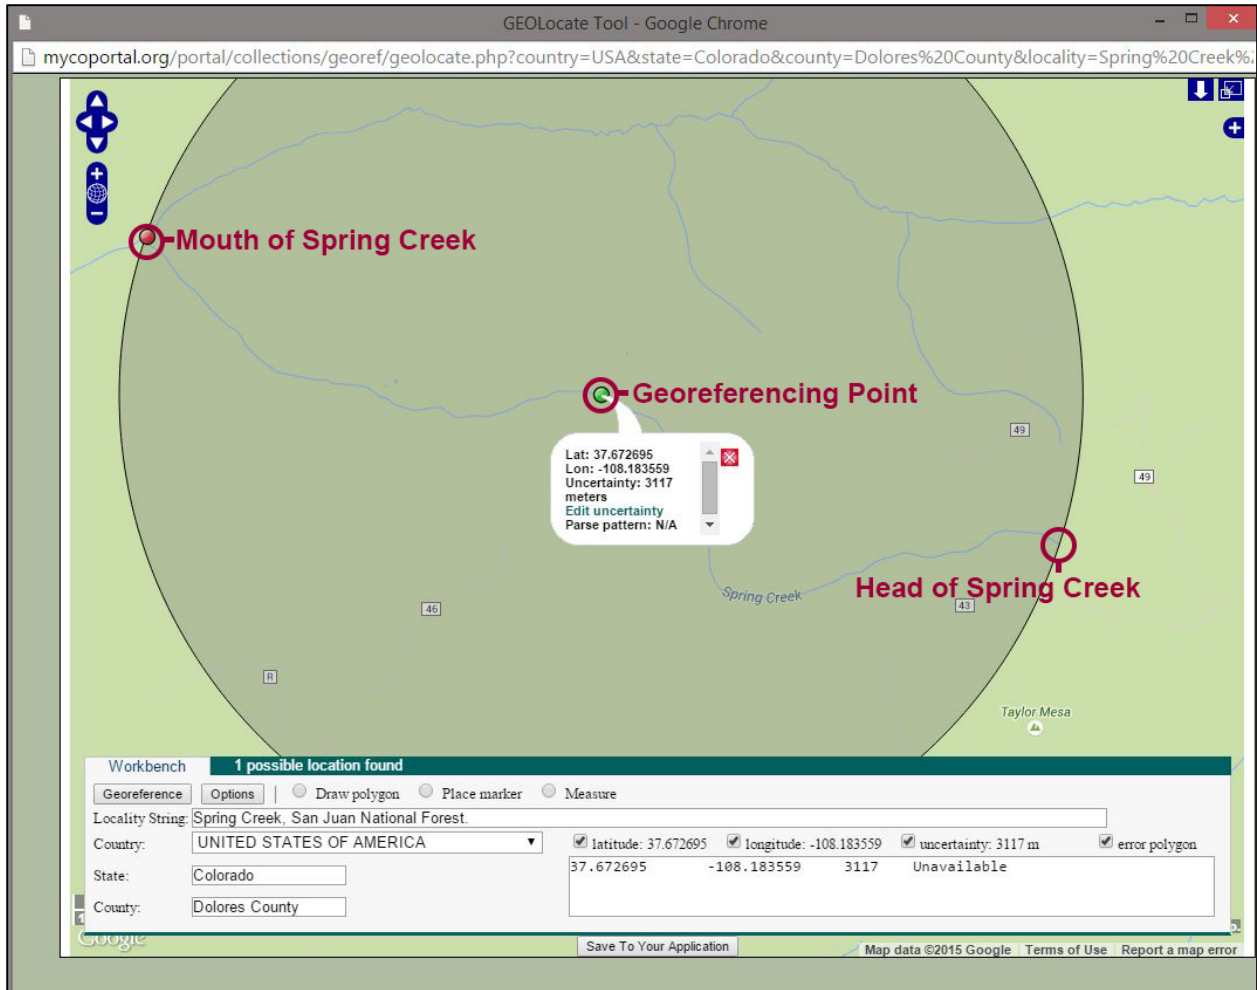 GEOLocate Tool - Google Chrome
mycoportal.org/portal/collections/georef/geolocate.php?country=USA&state=Colorado&county=Dolores%20County&locality=Spring%20Creek%
Mouth of Spring Creek
Georeferencing Point
Lat: 37.672695
Lon: -108.183559
Uncertainty: 3117
meters
Edit uncertainty
Parse pattern: N/A
49
49
Spring Creek
Head of Spring Creek
46
43
R
Taylor Mesa
Workbench
1 possible location found
Georeference Options | Draw polygon Place marker Measure
Locality String: Spring Creek, San Juan National Forest.
Country: UNITED STATES OF AMERICA
latitude: 37.672695 longitude: -108.183559 uncertainty: 3117 m error polygon
37.672695 -108.183559 3117 Unavailable
State: Colorado
County: Dolores County
Google
Save To Your Application
Map data ©2015 Google Terms of Use Report a map error